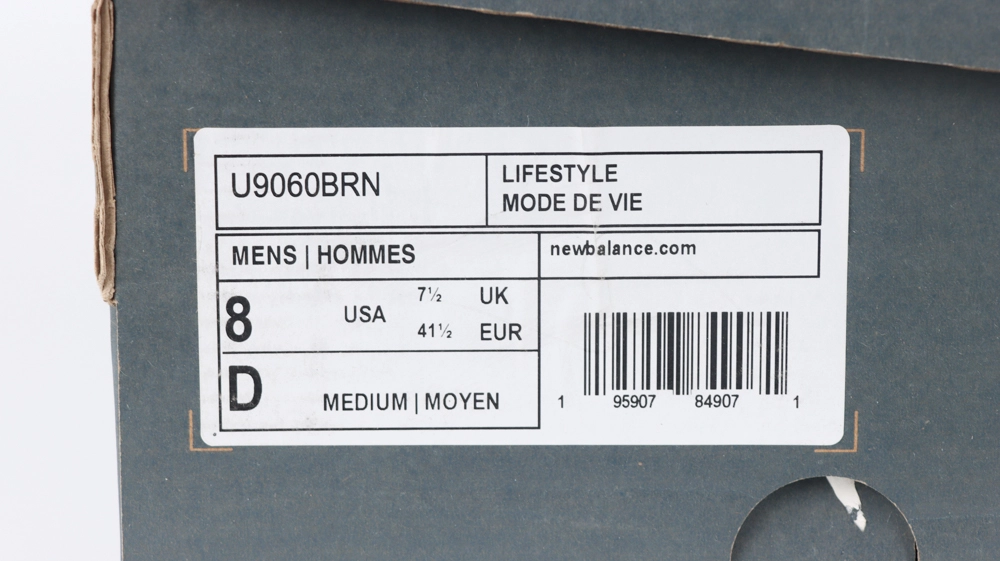 U9060BRN
LIFESTYLE
MODE DE VIE
MENS | HOMMES
newbalance.com
8 USA 7½ UK
41½ EUR
D MEDIUM | MOYEN
1 95907 84907 1